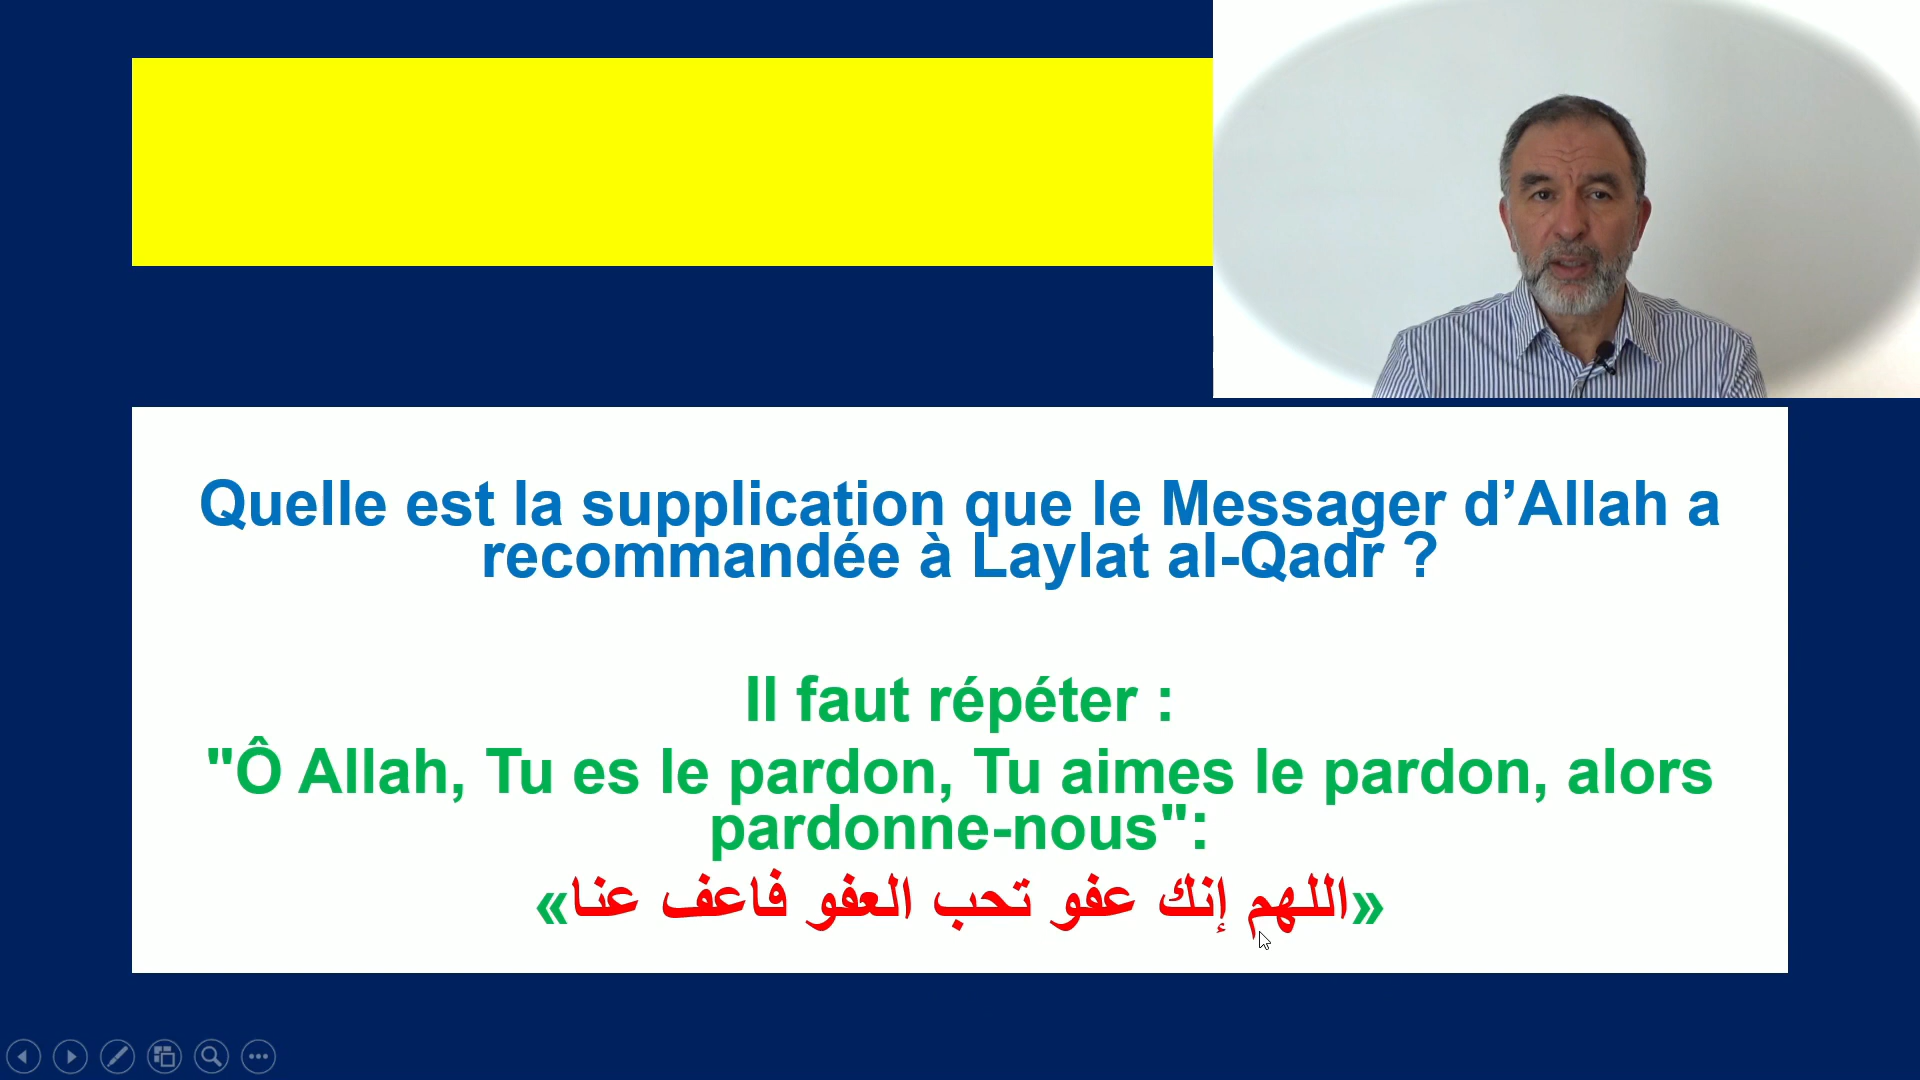 Quelle est la supplication que le Messager d’Allah a
recommandée à Laylat al-Qadr ?
Il faut répéter :
"Ô Allah, Tu es le pardon, Tu aimes le pardon, alors
pardonne-nous":
«اللهم إنك عفو تحب العفو فاعف عنا»